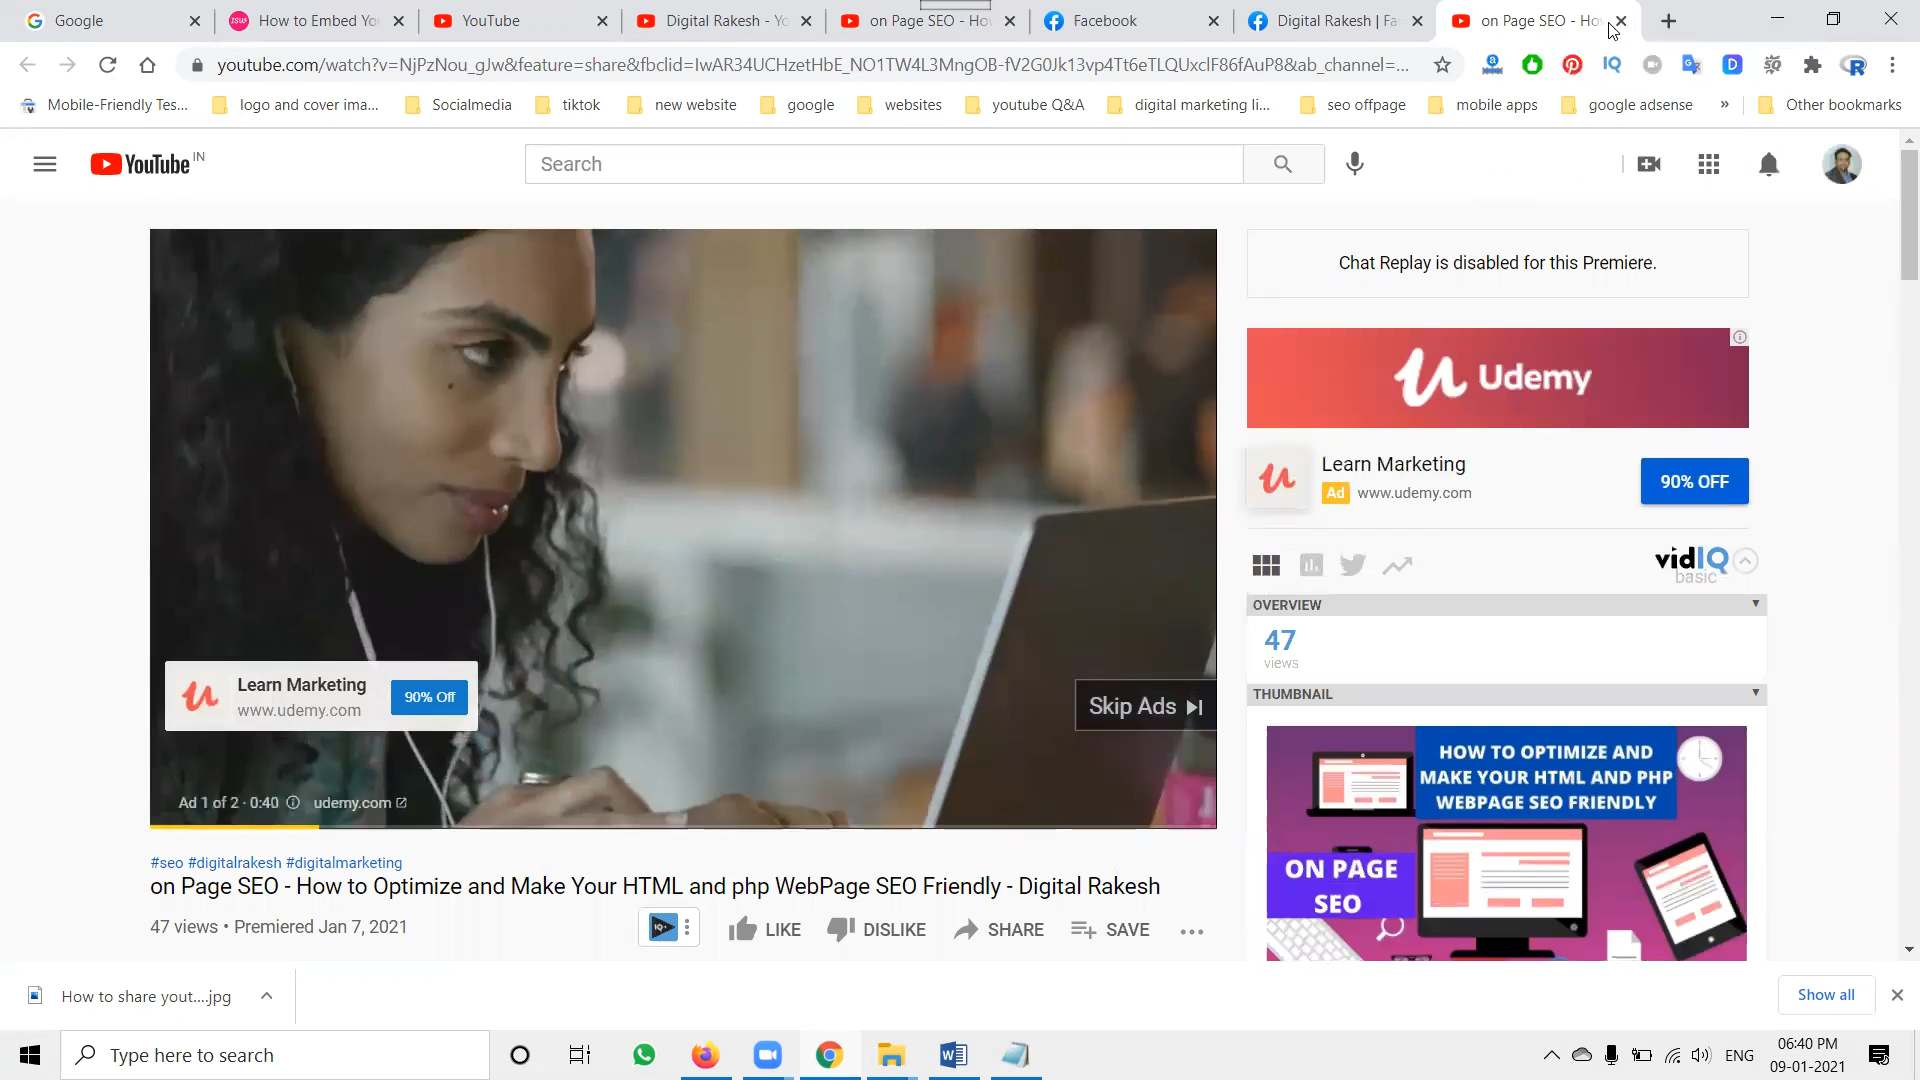 Google
How to Embed Yo
YouTube
Digital Rakesh - Yo
on Page SEO - Ho
Facebook
Digital Rakesh | Fa
on Page SEO - Ho
youtube.com/watch?v=NjPzNou_gJw&feature=share&fbclid=IwAR34UCHzetHbE_NO1TW4L3MngOB-fV2G0Jk13vp4Tt6eTLQUxclF86fAuP8&ab_channel=...
Mobile-Friendly Tes...
logo and cover ima...
Socialmedia
tiktok
new website
google
websites
youtube Q&A
digital marketing li...
seo offpage
mobile apps
google adsense
»
Other bookmarks
YouTube IN
Search
Chat Replay is disabled for this Premiere.
Udemy
Learn Marketing
Ad www.udemy.com
90% OFF
vidIQ
basic
OVERVIEW
47
views
THUMBNAIL
HOW TO OPTIMIZE AND
MAKE YOUR HTML AND PHP
WEBPAGE SEO FRIENDLY
ON PAGE
SEO
Learn Marketing
www.udemy.com
90% Off
Skip Ads
Ad 1 of 2 · 0:40 udemy.com
#seo #digitalrakesh #digitalmarketing
on Page SEO - How to Optimize and Make Your HTML and php WebPage SEO Friendly - Digital Rakesh
47 views • Premiered Jan 7, 2021
LIKE
DISLIKE
SHARE
SAVE
How to share yout....jpg
Show all
Type here to search
ENG
06:40 PM
09-01-2021